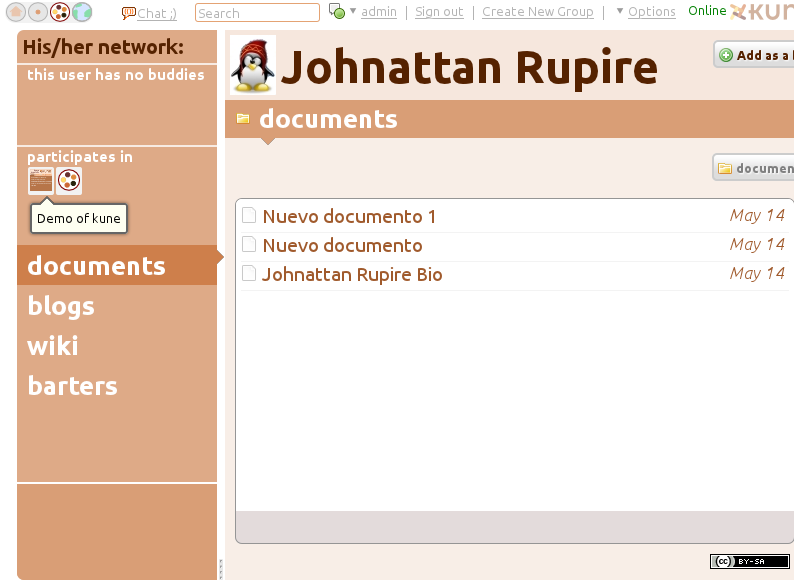 Chat ;)
Search
admin | Sign out | Create New Group | Options
Online
His/her network:
this user has no buddies
participates in
Demo of kune
documents
blogs
wiki
barters
Johnattan Rupire
Add as a
documents
documen
Nuevo documento 1 May 14
Nuevo documento May 14
Johnattan Rupire Bio May 14
cc BY-SA